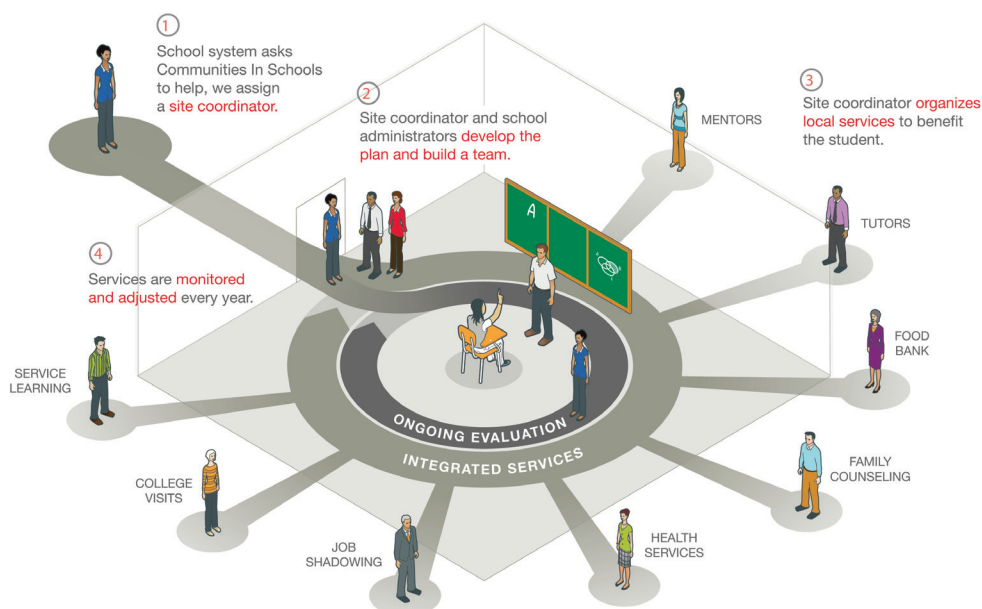 1
School system asks
Communities In Schools
to help, we assign
a site coordinator.
2
Site coordinator and school
administrators develop the
plan and build a team.
3
Site coordinator organizes
local services to benefit
the student.
4
Services are monitored
and adjusted every year.
MENTORS
TUTORS
FOOD
BANK
FAMILY
COUNSELING
HEALTH
SERVICES
JOB
SHADOWING
COLLEGE
VISITS
SERVICE
LEARNING
A
ONGOING EVALUATION
INTEGRATED SERVICES